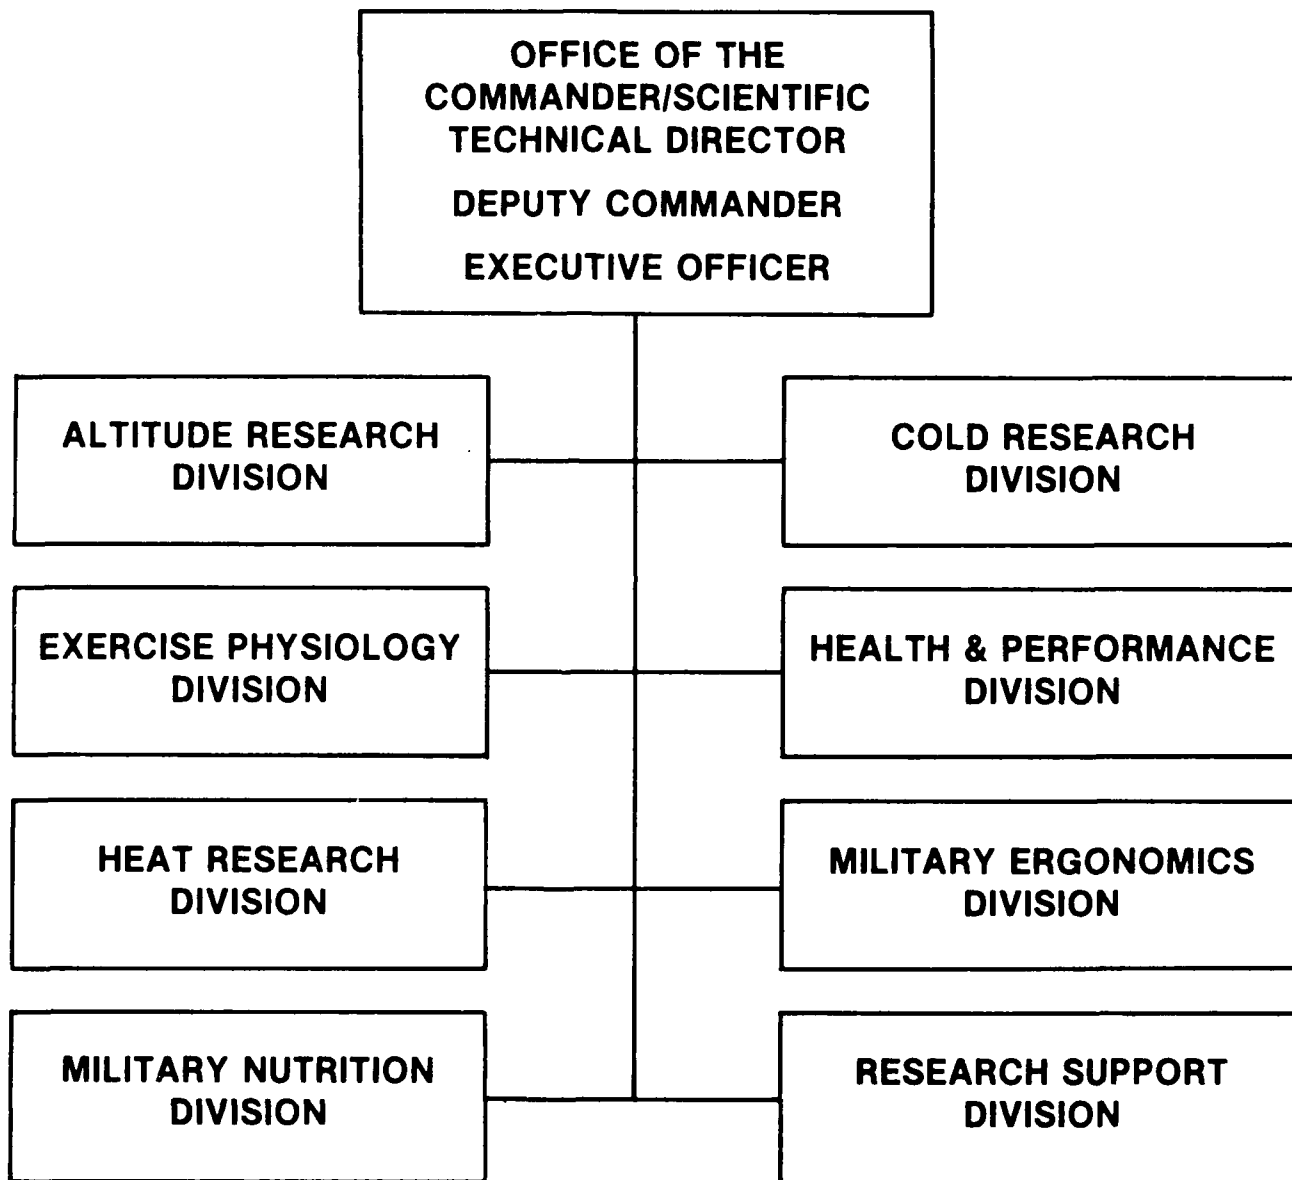 OFFICE OF THE
COMMANDER/SCIENTIFIC
TECHNICAL DIRECTOR
DEPUTY COMMANDER
EXECUTIVE OFFICER
ALTITUDE RESEARCH
DIVISION
COLD RESEARCH
DIVISION
EXERCISE PHYSIOLOGY
DIVISION
HEALTH & PERFORMANCE
DIVISION
HEAT RESEARCH
DIVISION
MILITARY ERGONOMICS
DIVISION
MILITARY NUTRITION
DIVISION
RESEARCH SUPPORT
DIVISION